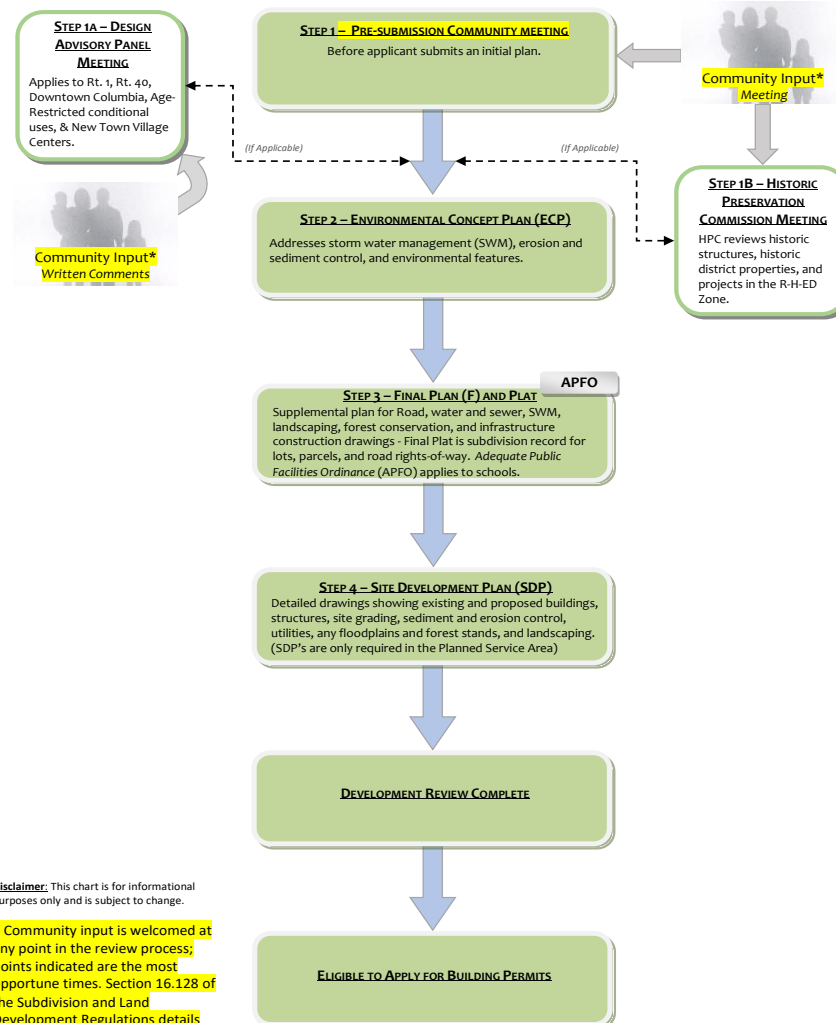 STEP 1A – DESIGN
ADVISORY PANEL
MEETING
Applies to Rt. 1, Rt. 40,
Downtown Columbia, Age-
Restricted conditional
uses, & New Town Village
Centers.
STEP 1 – PRE-SUBMISSION COMMUNITY MEETING
Before applicant submits an initial plan.
Community Input*
Meeting
(If Applicable)
(If Applicable)
Community Input*
Written Comments
STEP 1B – HISTORIC
PRESERVATION
COMMISSION MEETING
HPC reviews historic
structures, historic
district properties, and
projects in the R-H-ED
Zone.
STEP 2 – ENVIRONMENTAL CONCEPT PLAN (ECP)
Addresses storm water management (SWM), erosion and
sediment control, and environmental features.
APFO
STEP 3 – FINAL PLAN (F) AND PLAT
Supplemental plan for Road, water and sewer, SWM,
landscaping, forest conservation, and infrastructure
construction drawings - Final Plat is subdivision record for
lots, parcels, and road rights-of-way. Adequate Public
Facilities Ordinance (APFO) applies to schools.
STEP 4 – SITE DEVELOPMENT PLAN (SDP)
Detailed drawings showing existing and proposed buildings,
structures, site grading, sediment and erosion control,
utilities, any floodplains and forest stands, and landscaping.
(SDP's are only required in the Planned Service Area)
DEVELOPMENT REVIEW COMPLETE
isclaimer: This chart is for informational
urposes only and is subject to change.
Community input is welcomed at
ny point in the review process;
oints indicated are the most
pportune times. Section 16.128 of
he Subdivision and Land
Development Regulations details
ELIGIBLE TO APPLY FOR BUILDING PERMITS